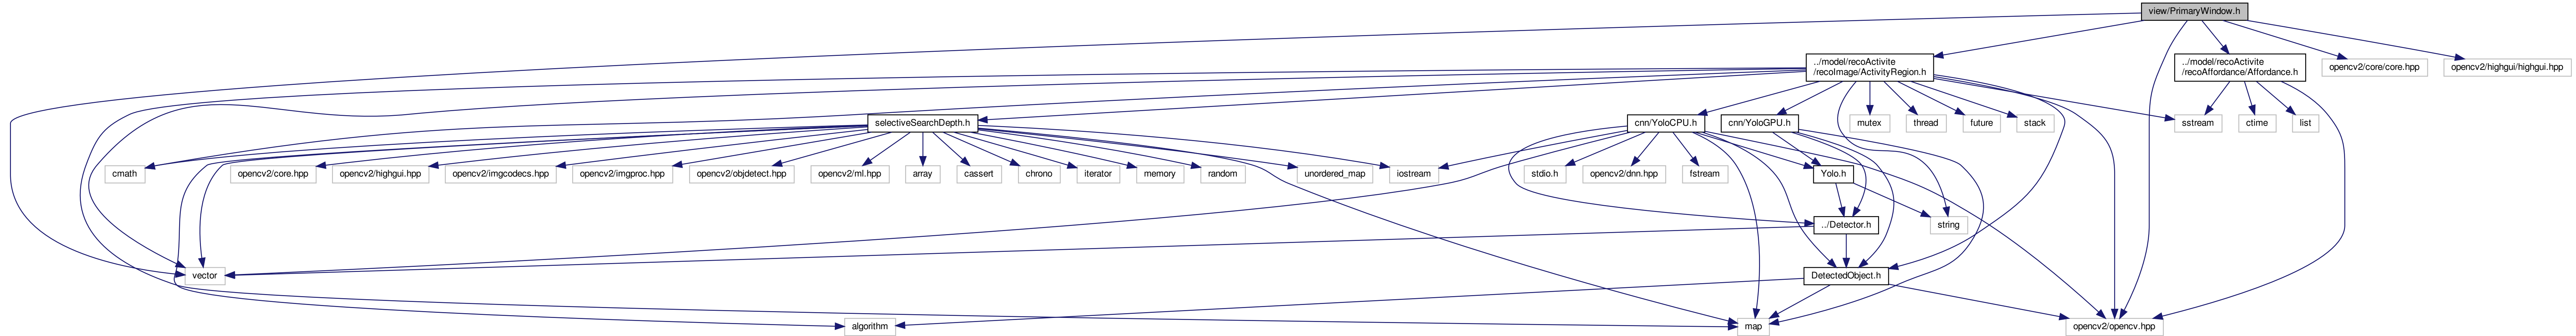 view/PrimaryWindow.h
../model/recoActivite
/recoImage/ActivityRegion.h
../model/recoActivite
/recoAffordance/Affordance.h
opencv2/core/core.hpp
opencv2/highgui/highgui.hpp
selectiveSearchDepth.h
cnn/YoloCPU.h
cnn/YoloGPU.h
mutex
thread
future
stack
sstream
ctime
list
cmath
opencv2/core.hpp
opencv2/highgui.hpp
opencv2/imgcodecs.hpp
opencv2/imgproc.hpp
opencv2/objdetect.hpp
opencv2/ml.hpp
array
cassert
chrono
iterator
memory
random
unordered_map
iostream
stdio.h
opencv2/dnn.hpp
fstream
Yolo.h
../Detector.h
string
vector
DetectedObject.h
algorithm
map
opencv2/opencv.hpp